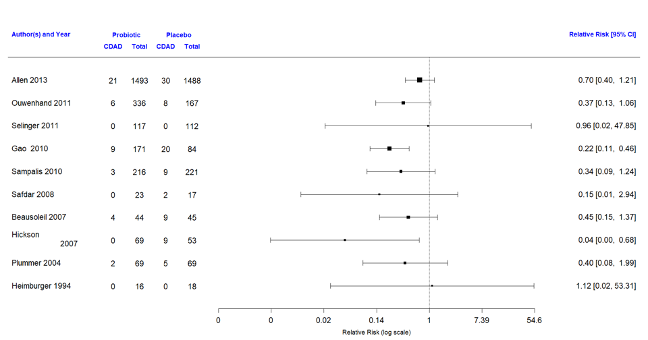 Author(s) and Year Probiotic Placebo Relative Risk [95% CI]
CDAD Total CDAD Total
Allen 2013 21 1493 30 1488 0.70 [0.40, 1.21]
Ouwenhand 2011 6 336 8 167 0.37 [0.13, 1.06]
Selinger 2011 0 117 0 112 0.96 [0.02, 47.85]
Gao 2010 9 171 20 84 0.22 [0.11, 0.46]
Sampalis 2010 3 216 9 221 0.34 [0.09, 1.24]
Safdar 2008 0 23 2 17 0.15 [0.01, 2.94]
Beausoleil 2007 4 44 9 45 0.45 [0.15, 1.37]
Hickson
2007 0 69 9 53 0.04 [0.00, 0.68]
Plummer 2004 2 69 5 69 0.40 [0.08, 1.99]
Heimburger 1994 0 16 0 18 1.12 [0.02, 53.31]
0 0 0.02 0.14 1 7.39 54.6
Relative Risk (log scale)